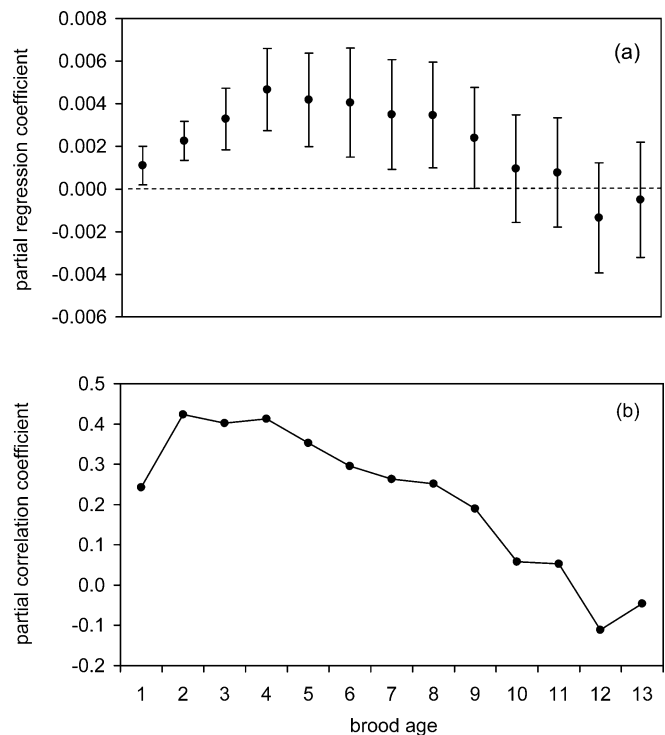 0.008
(a)
0.006
0.004
0.002
0.000
-0.002
-0.004
-0.006
partial regression coefficient
0.5
(b)
0.4
0.3
0.2
0.1
0.0
-0.1
-0.2
partial correlation coefficient
1 2 3 4 5 6 7 8 9 10 11 12 13
brood age